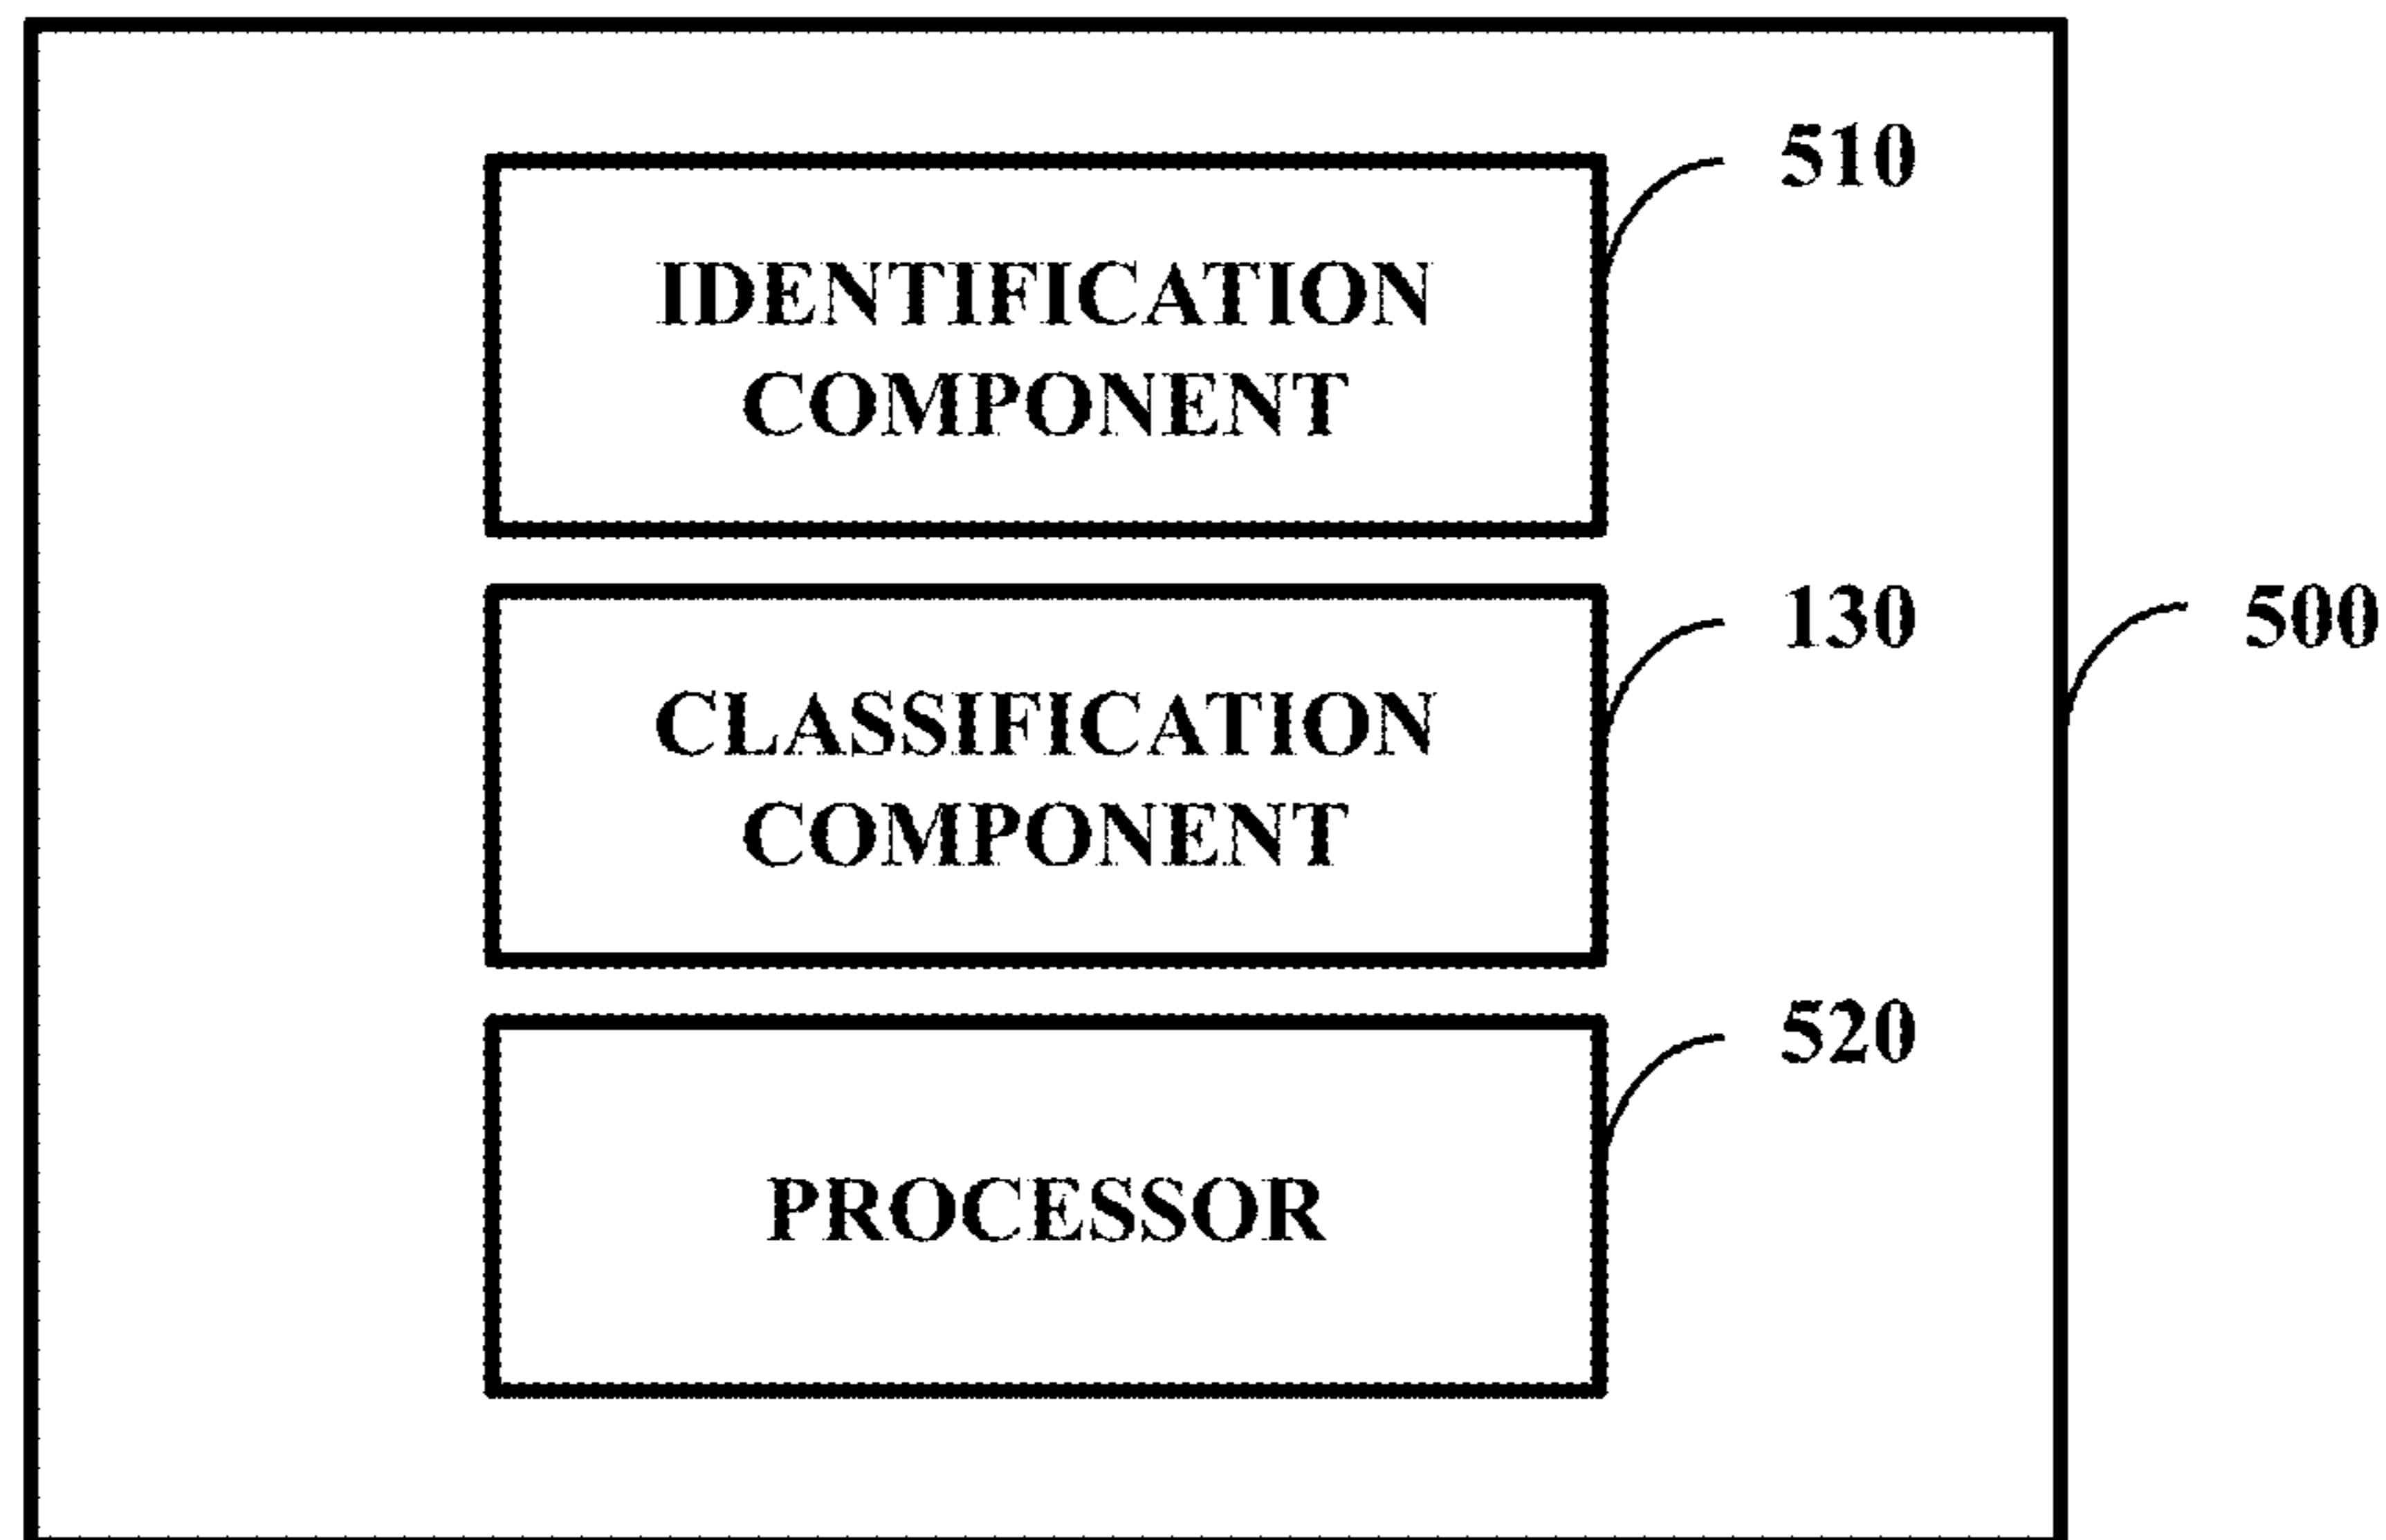 510
IDENTIFICATION
COMPONENT
130
500
CLASSIFICATION
COMPONENT
520
PROCESSOR